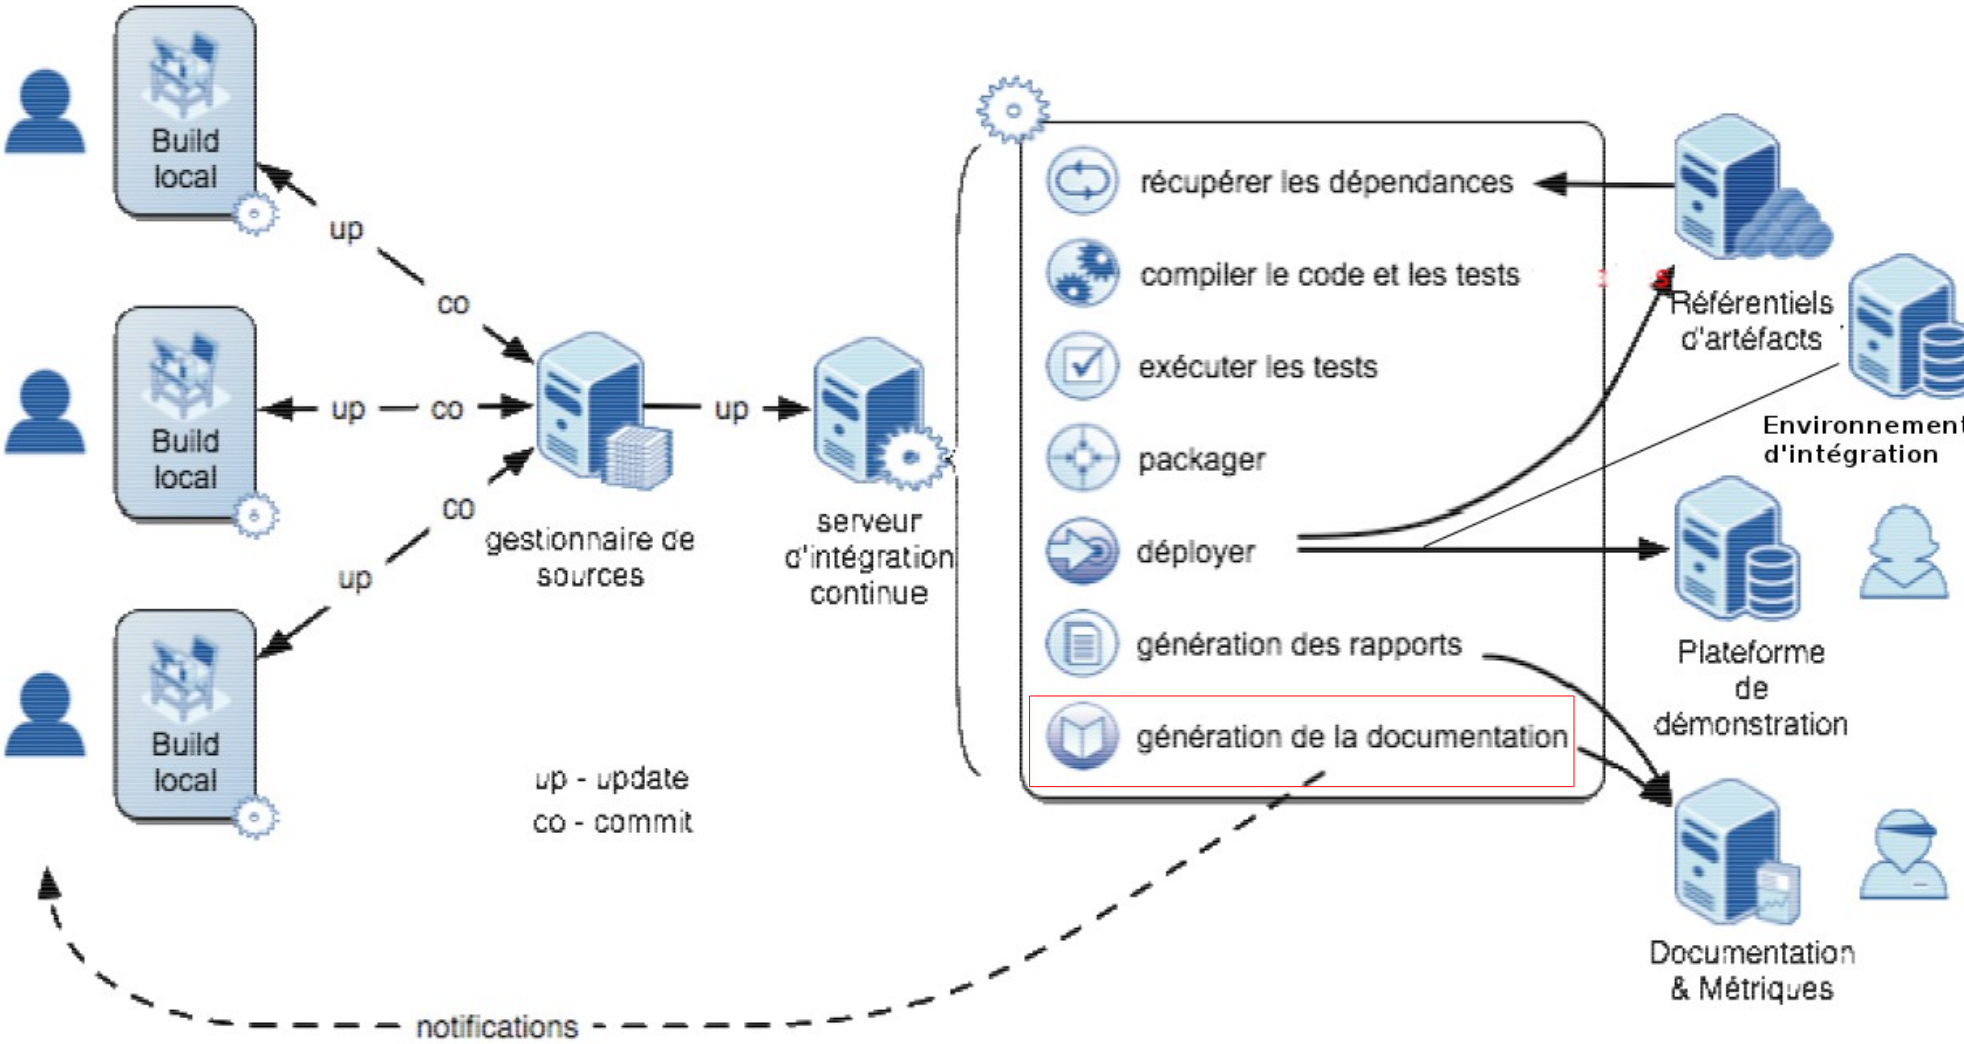 Build
local
up
co
Build
local
up
co
co
up
Build
local
gestionnaire de
sources
up
serveur
d'intégration
continue
up - update
co - commit
récupérer les dépendances
compiler le code et les tests
exécuter les tests
packager
déployer
génération des rapports
génération de la documentation
Référentiels
d'artéfacts
Environnement
d'intégration
Plateforme
de
démonstration
Documentation
& Métriques
notifications